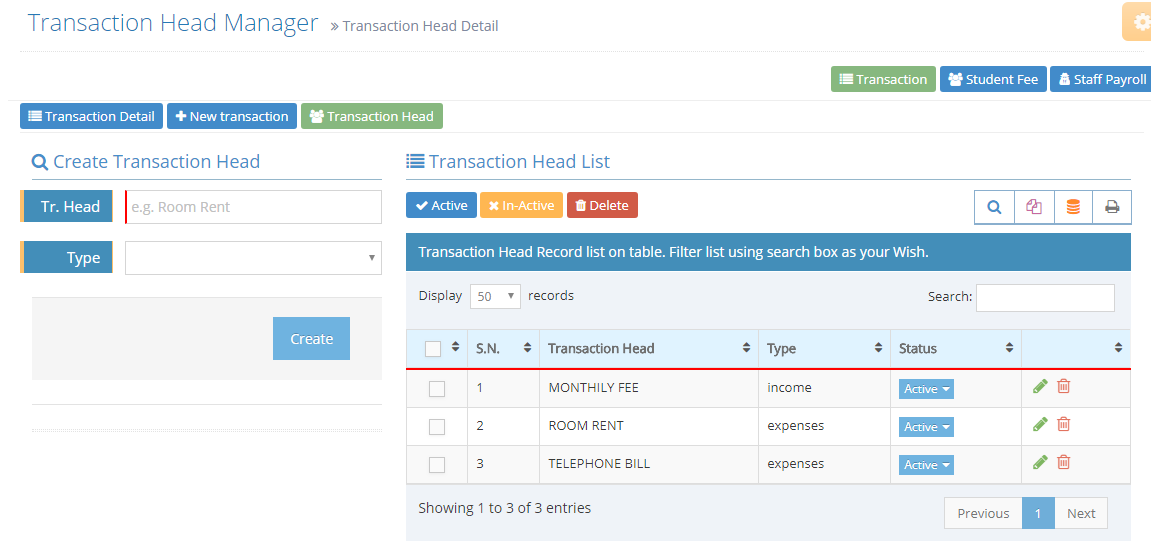 Transaction Head Manager » Transaction Head Detail
Transaction Student Fee Staff Payroll
Transaction Detail New transaction Transaction Head
Create Transaction Head
Tr. Head e.g. Room Rent
Type
Create
Transaction Head List
Active In-Active Delete
Transaction Head Record list on table. Filter list using search box as your Wish.
Display 50 records Search:
S.N. Transaction Head Type Status
1 MONTHILY FEE income Active
2 ROOM RENT expenses Active
3 TELEPHONE BILL expenses Active
Showing 1 to 3 of 3 entries
Previous 1 Next